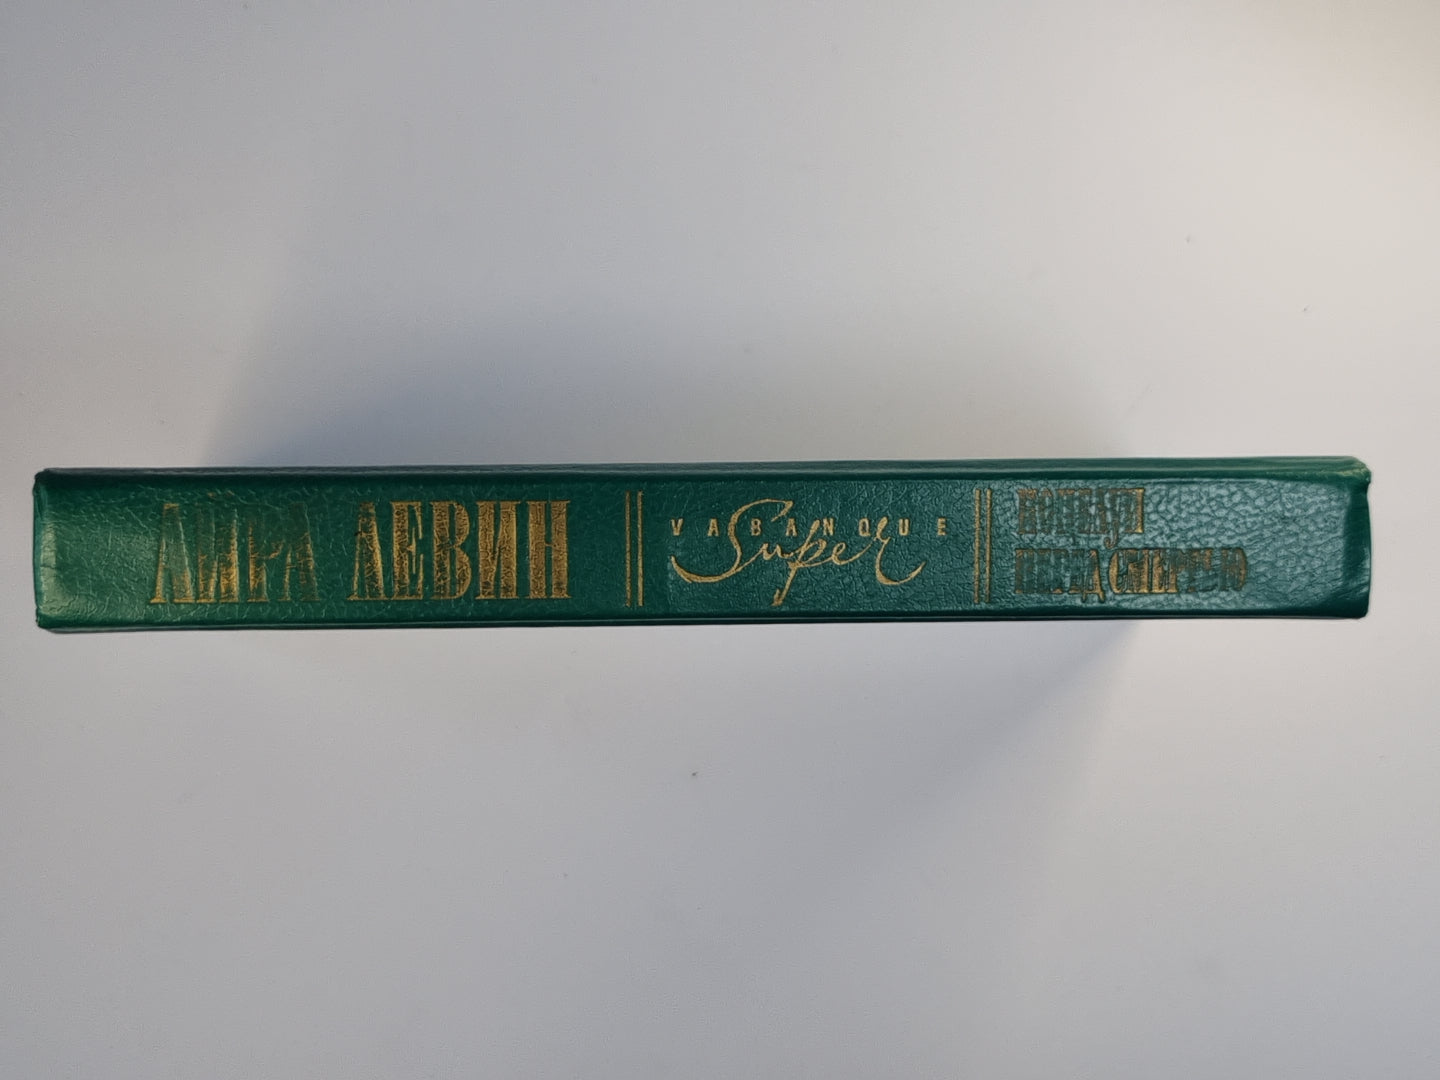 АЙРА ЛЕВИН
VABANQUE
Super
ПОЦЕЛУЙ
ПЕРЕД СМЕРТЬЮ